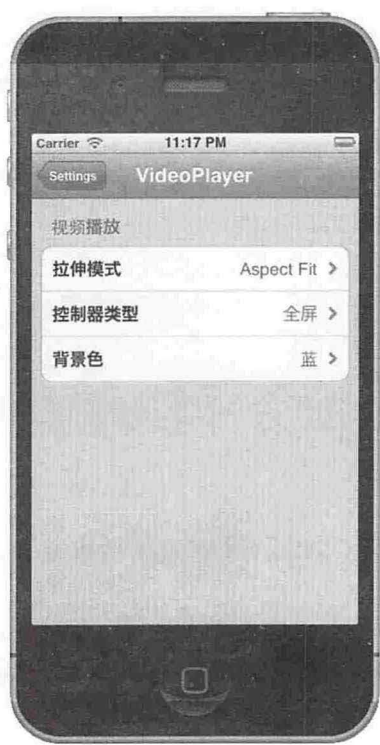 Carrier 11:17 PM
Settings VideoPlayer
视频播放
拉伸模式 Aspect Fit
控制器类型 全屏
背景色 蓝